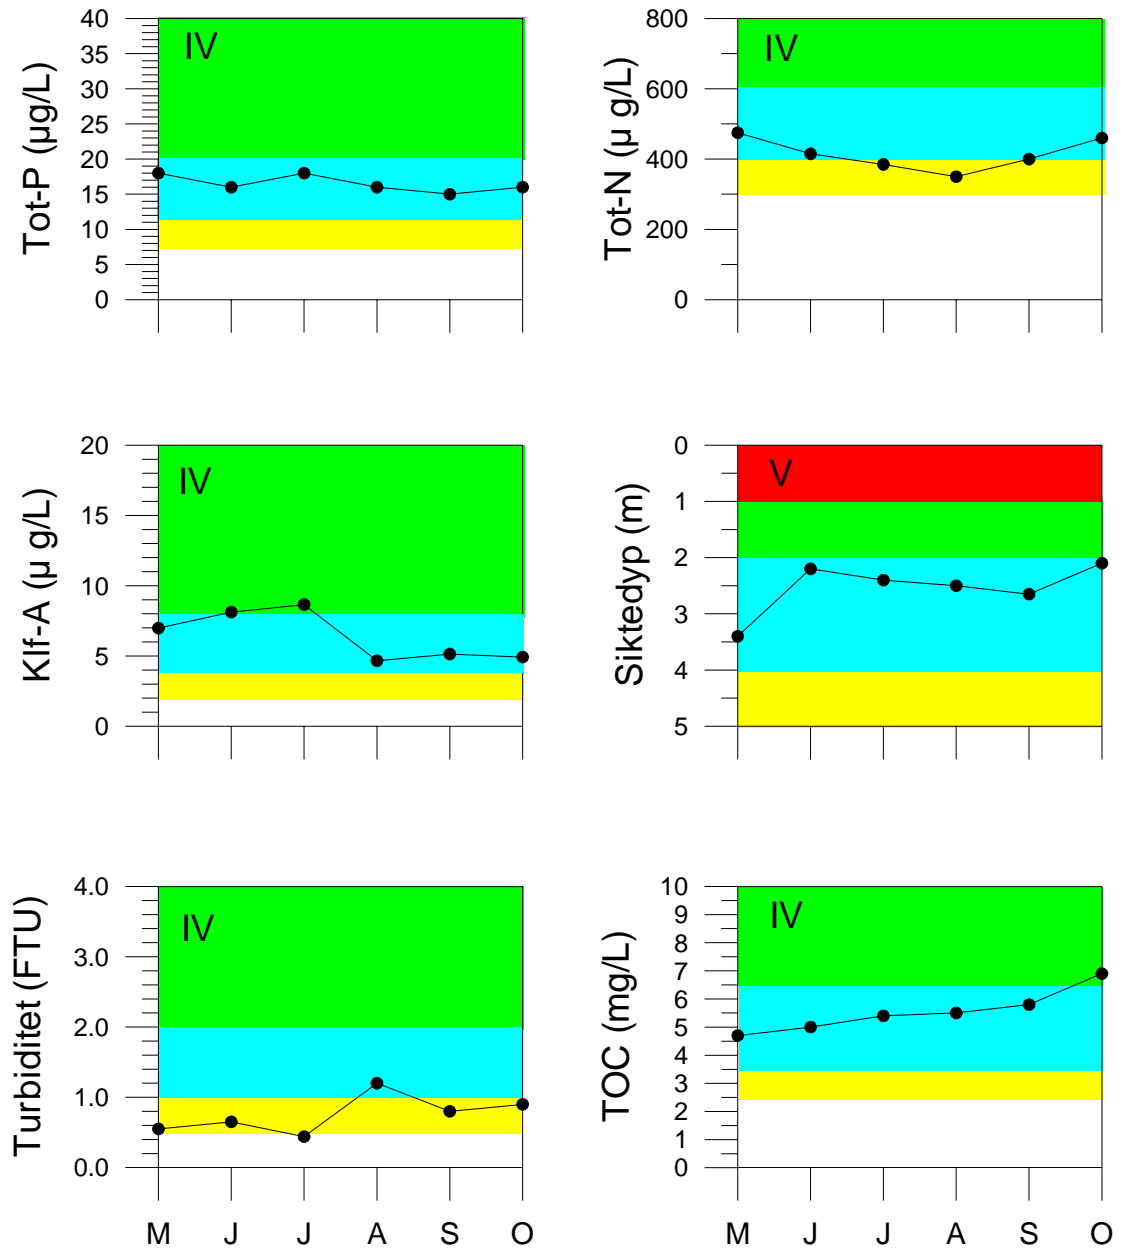 Tot-P (µg/L)
40
35
30
25
20
15
10
5
0
IV
Tot-N (µ g/L)
800
600
400
200
0
IV
Klf-A (µ g/L)
20
15
10
5
0
IV
Siktedyp (m)
0
1
2
3
4
5
V
Turbiditet (FTU)
4.0
3.0
2.0
1.0
0.0
IV
M J J A S O
TOC (mg/L)
10
9
8
7
6
5
4
3
2
1
0
IV
M J J A S O